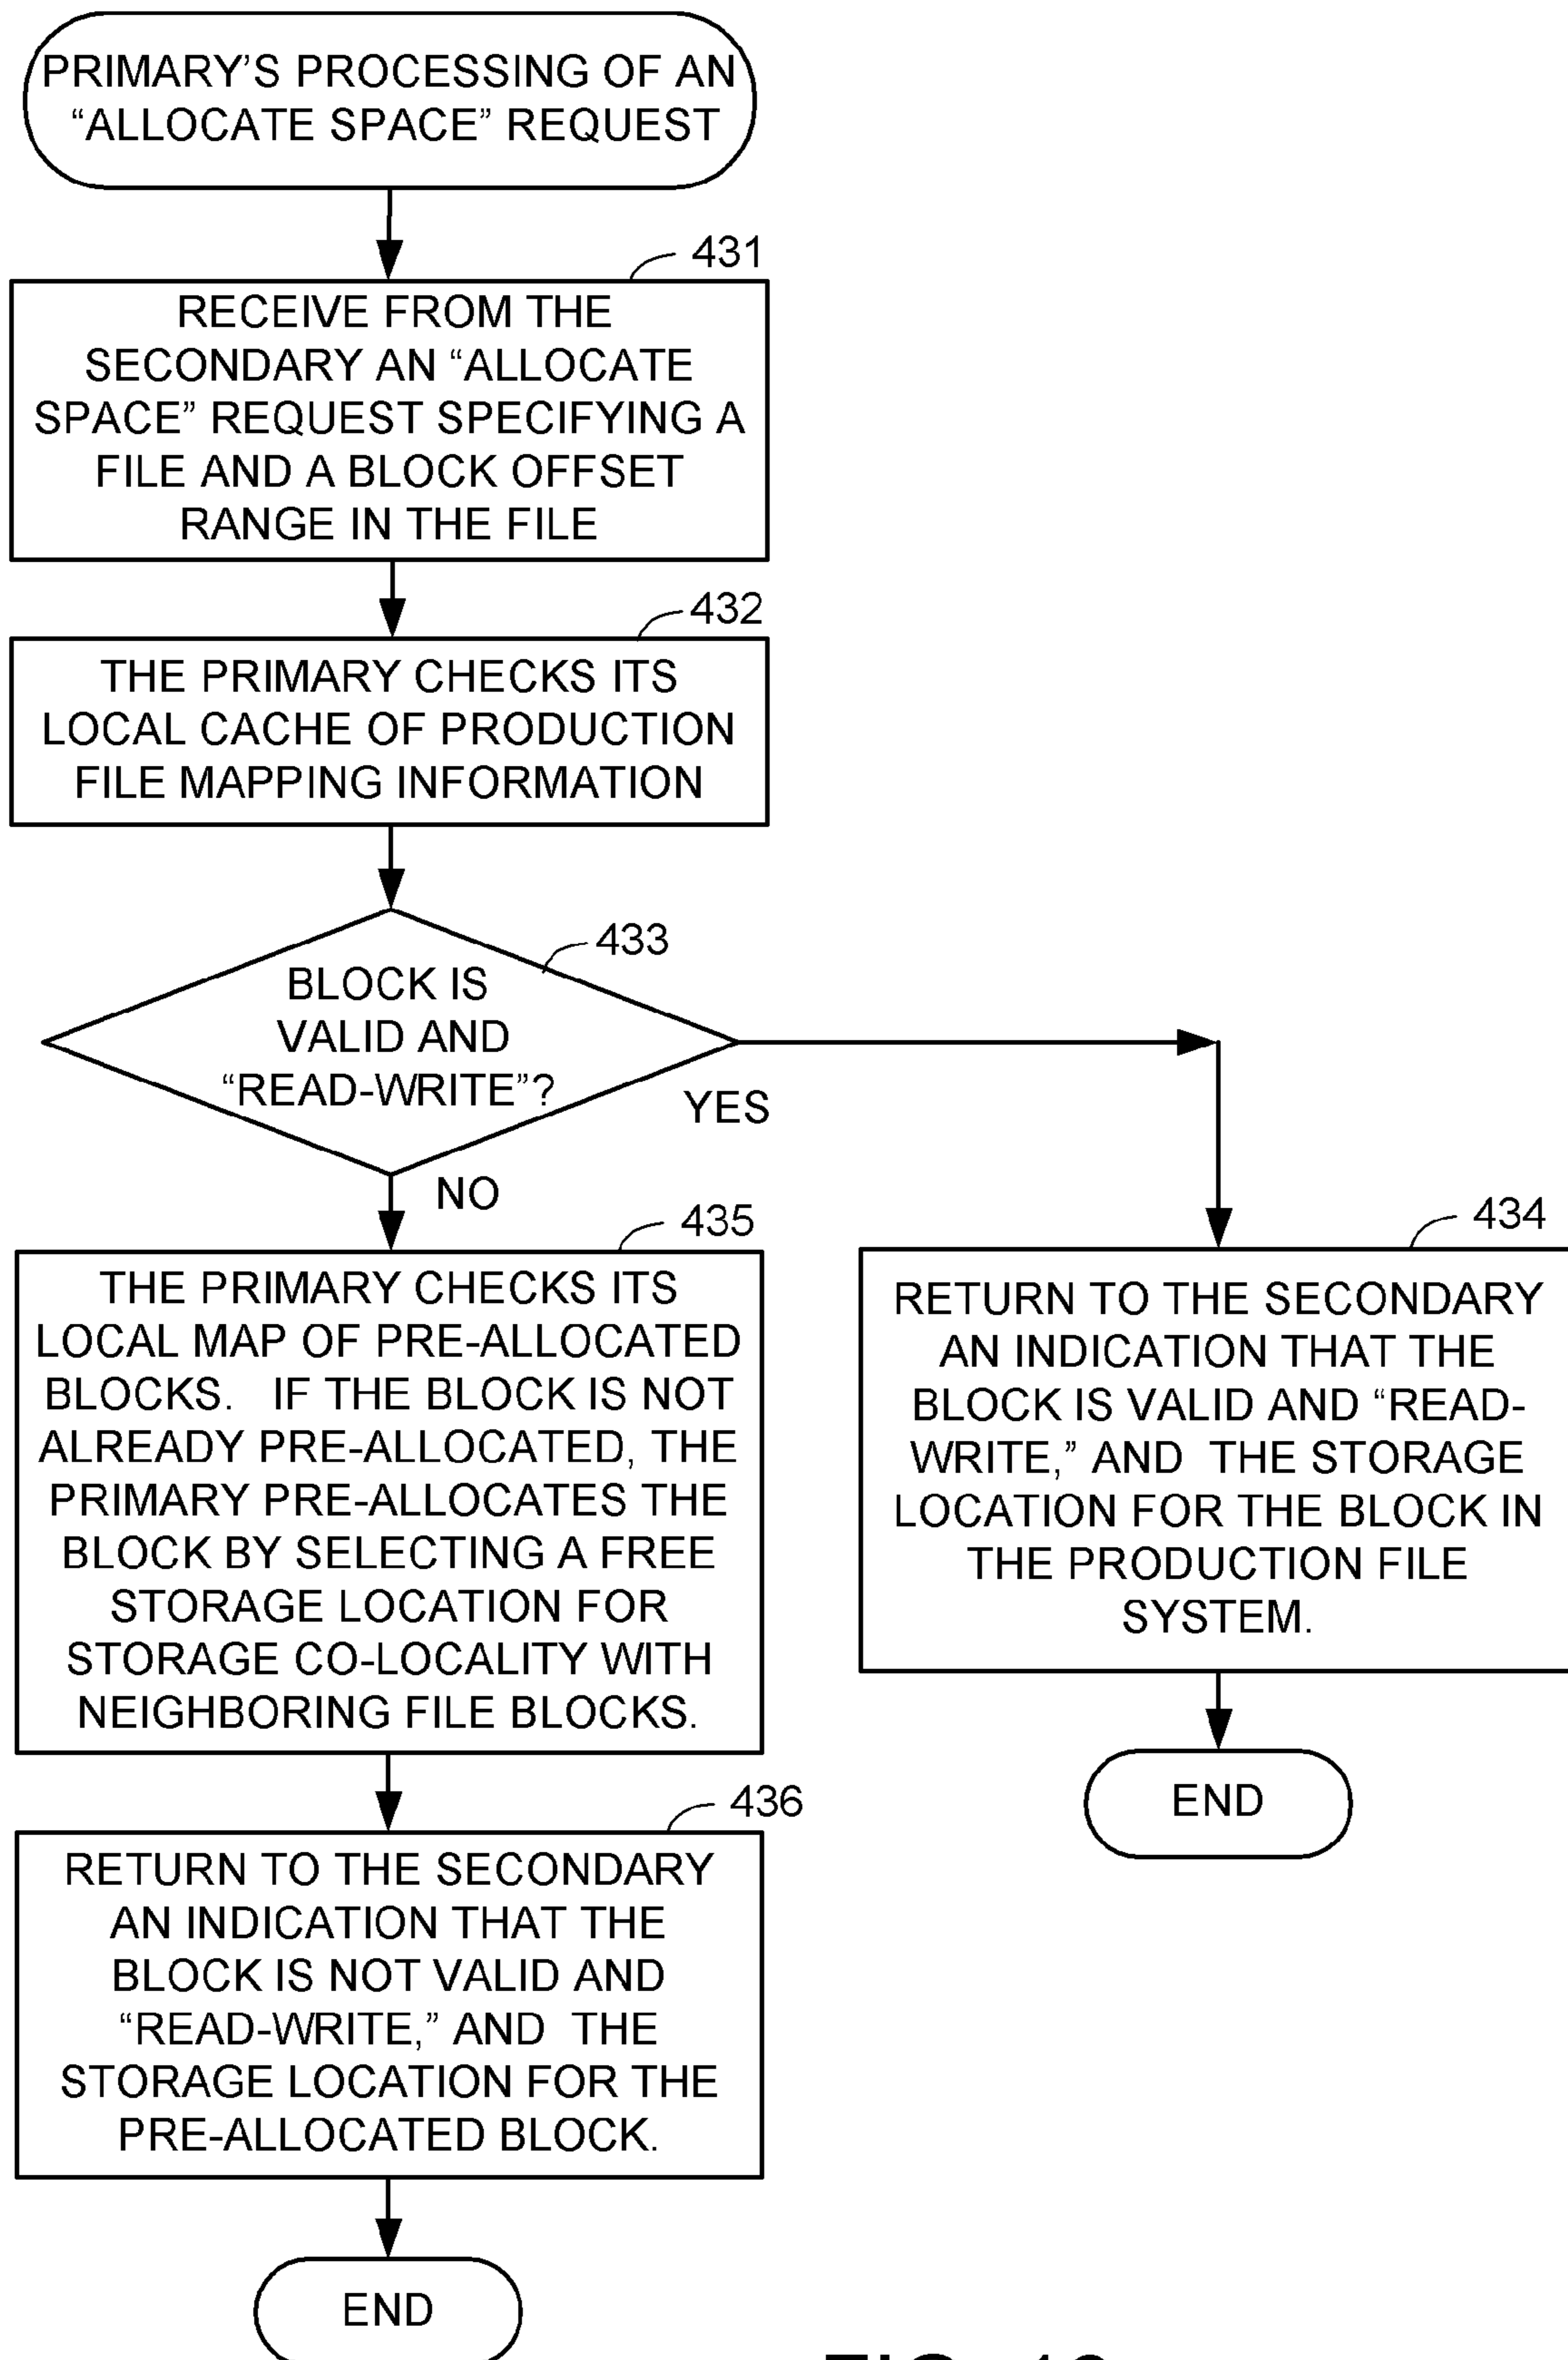 PRIMARY'S PROCESSING OF AN
“ALLOCATE SPACE” REQUEST
431
RECEIVE FROM THE
SECONDARY AN “ALLOCATE
SPACE” REQUEST SPECIFYING A
FILE AND A BLOCK OFFSET
RANGE IN THE FILE
432
THE PRIMARY CHECKS ITS
LOCAL CACHE OF PRODUCTION
FILE MAPPING INFORMATION
433
BLOCK IS
VALID AND
“READ-WRITE”?
YES
NO
435
THE PRIMARY CHECKS ITS
LOCAL MAP OF PRE-ALLOCATED
BLOCKS. IF THE BLOCK IS NOT
ALREADY PRE-ALLOCATED, THE
PRIMARY PRE-ALLOCATES THE
BLOCK BY SELECTING A FREE
STORAGE LOCATION FOR
STORAGE CO-LOCALITY WITH
NEIGHBORING FILE BLOCKS.
434
RETURN TO THE SECONDARY
AN INDICATION THAT THE
BLOCK IS VALID AND “READ-
WRITE,” AND THE STORAGE
LOCATION FOR THE BLOCK IN
THE PRODUCTION FILE
SYSTEM.
END
436
RETURN TO THE SECONDARY
AN INDICATION THAT THE
BLOCK IS NOT VALID AND
“READ-WRITE,” AND THE
STORAGE LOCATION FOR THE
PRE-ALLOCATED BLOCK.
END